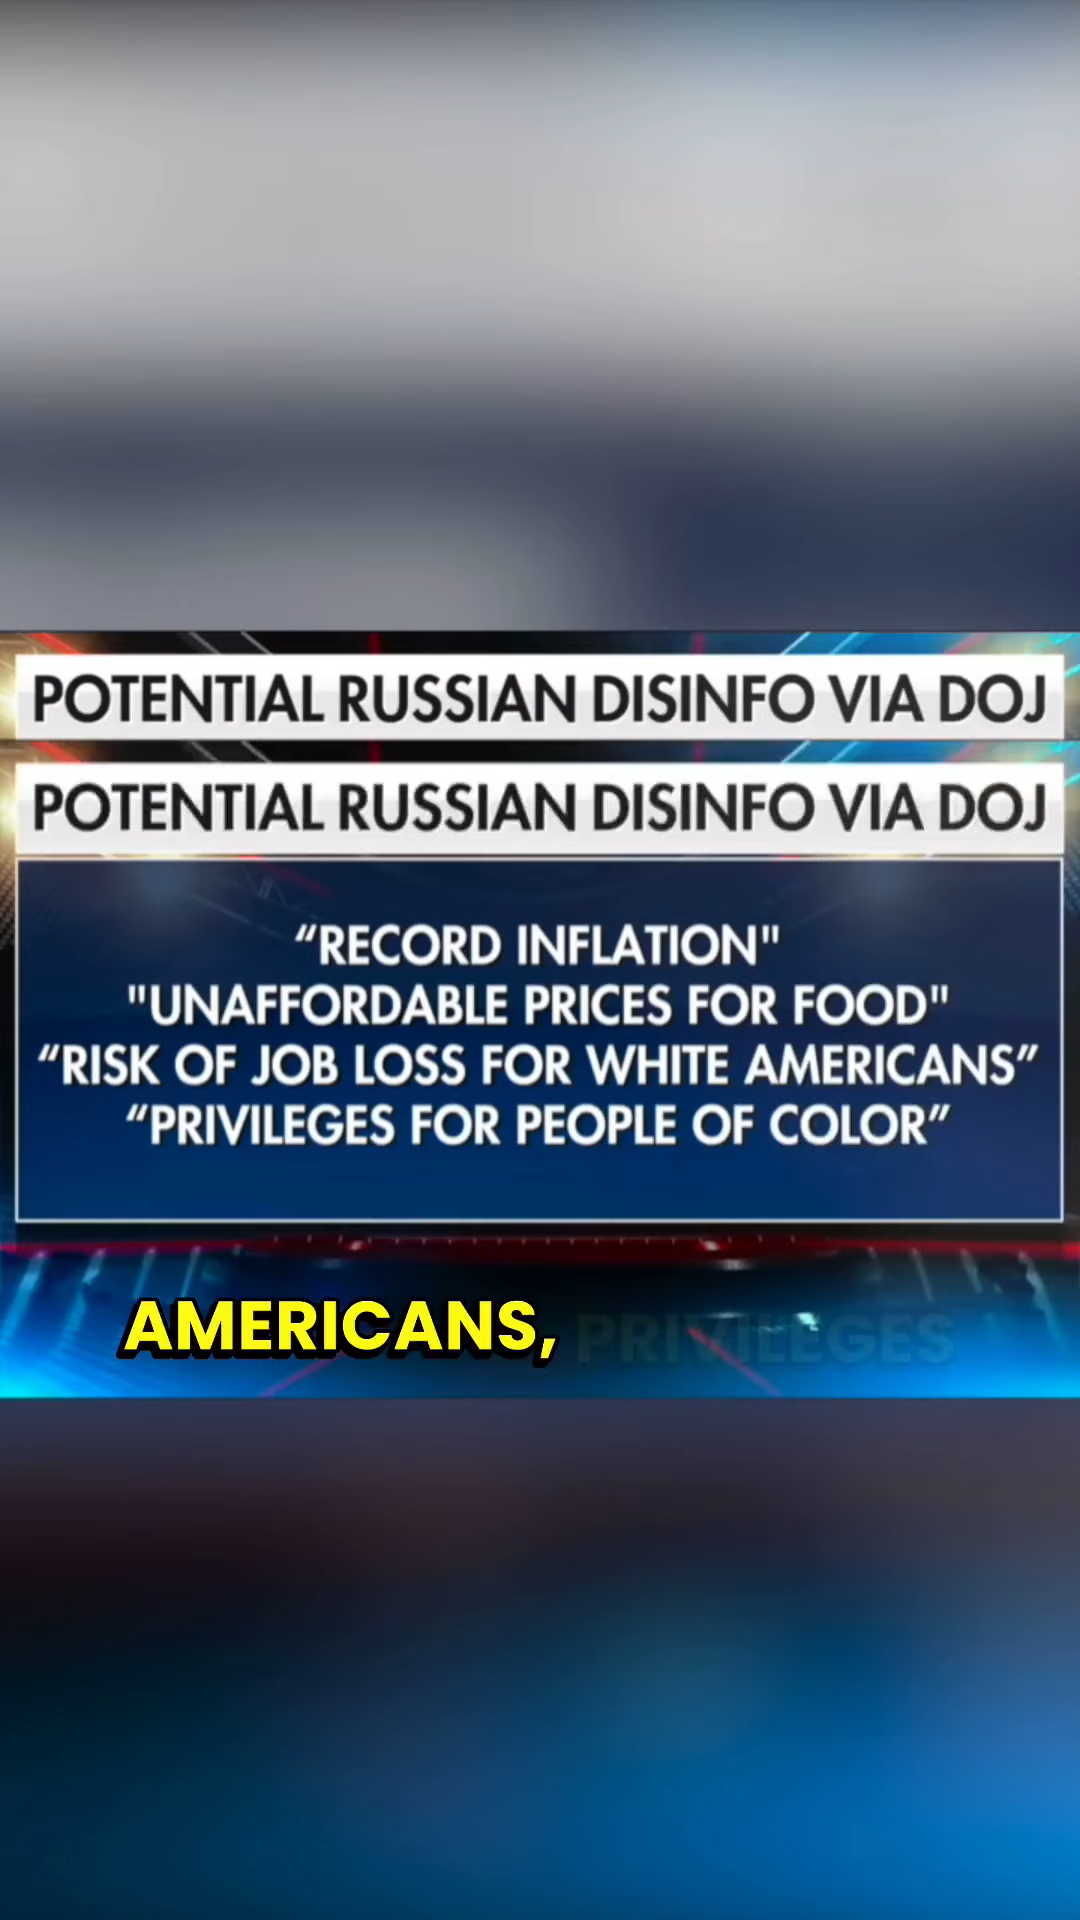 POTENTIAL RUSSIAN DISINFO VIA DOJ
POTENTIAL RUSSIAN DISINFO VIA DOJ
“RECORD INFLATION"
"UNAFFORDABLE PRICES FOR FOOD"
“RISK OF JOB LOSS FOR WHITE AMERICANS”
“PRIVILEGES FOR PEOPLE OF COLOR”
AMERICANS, PRIVILEGES